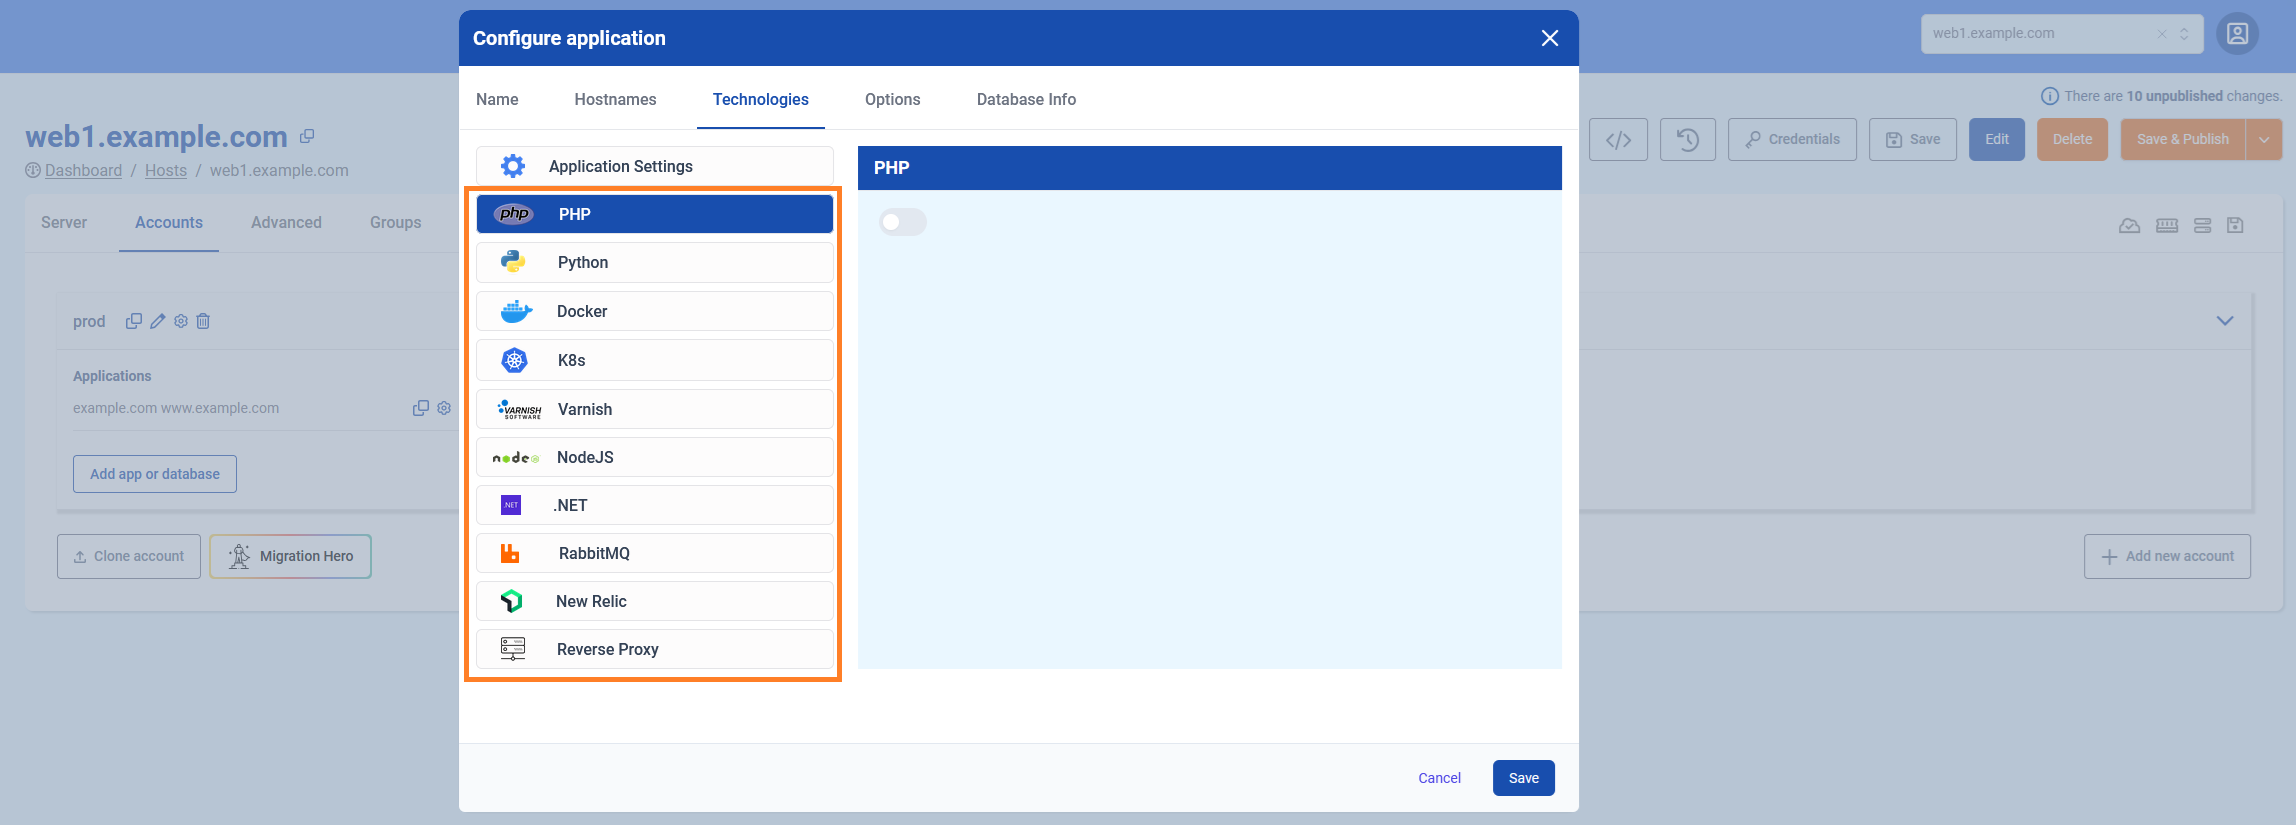 Configure application
web1.example.com
There are 10 unpublished changes.
web1.example.com
Dashboard / Hosts / web1.example.com
</> Credentials Save Edit Delete Save & Publish
Server Accounts Advanced Groups
prod
Applications
example.com www.example.com
Add app or database
Clone account Migration Hero
Add new account
Name Hostnames Technologies Options Database Info
Application Settings
php PHP
Python
Docker
K8s
VARNISH SOFTWARE Varnish
node NodeJS
.NET .NET
RabbitMQ
New Relic
Reverse Proxy
PHP
Cancel Save